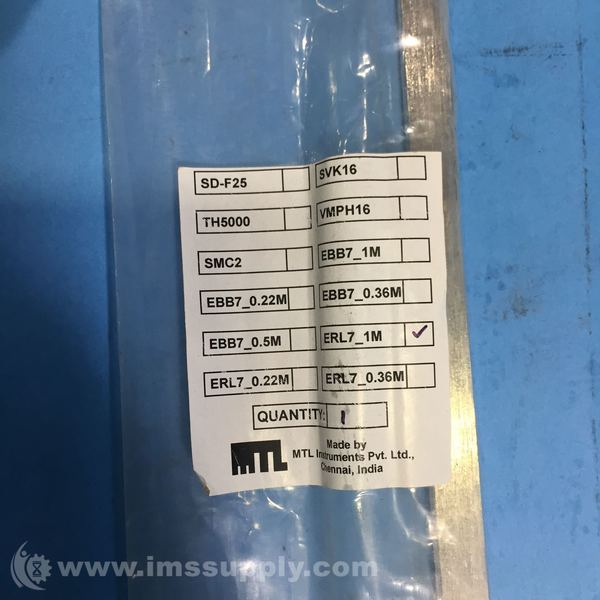 SD-F25 SVK16
TH5000 VMPH16
SMC2 EBB7_1M
EBB7_0.22M EBB7_0.36M
EBB7_0.5M ERL7_1M ✓
ERL7_0.22M ERL7_0.36M
QUANTITY: 1
MTL
Made by
MTL Instruments Pvt. Ltd.,
Chennai, India
www.imssupply.com